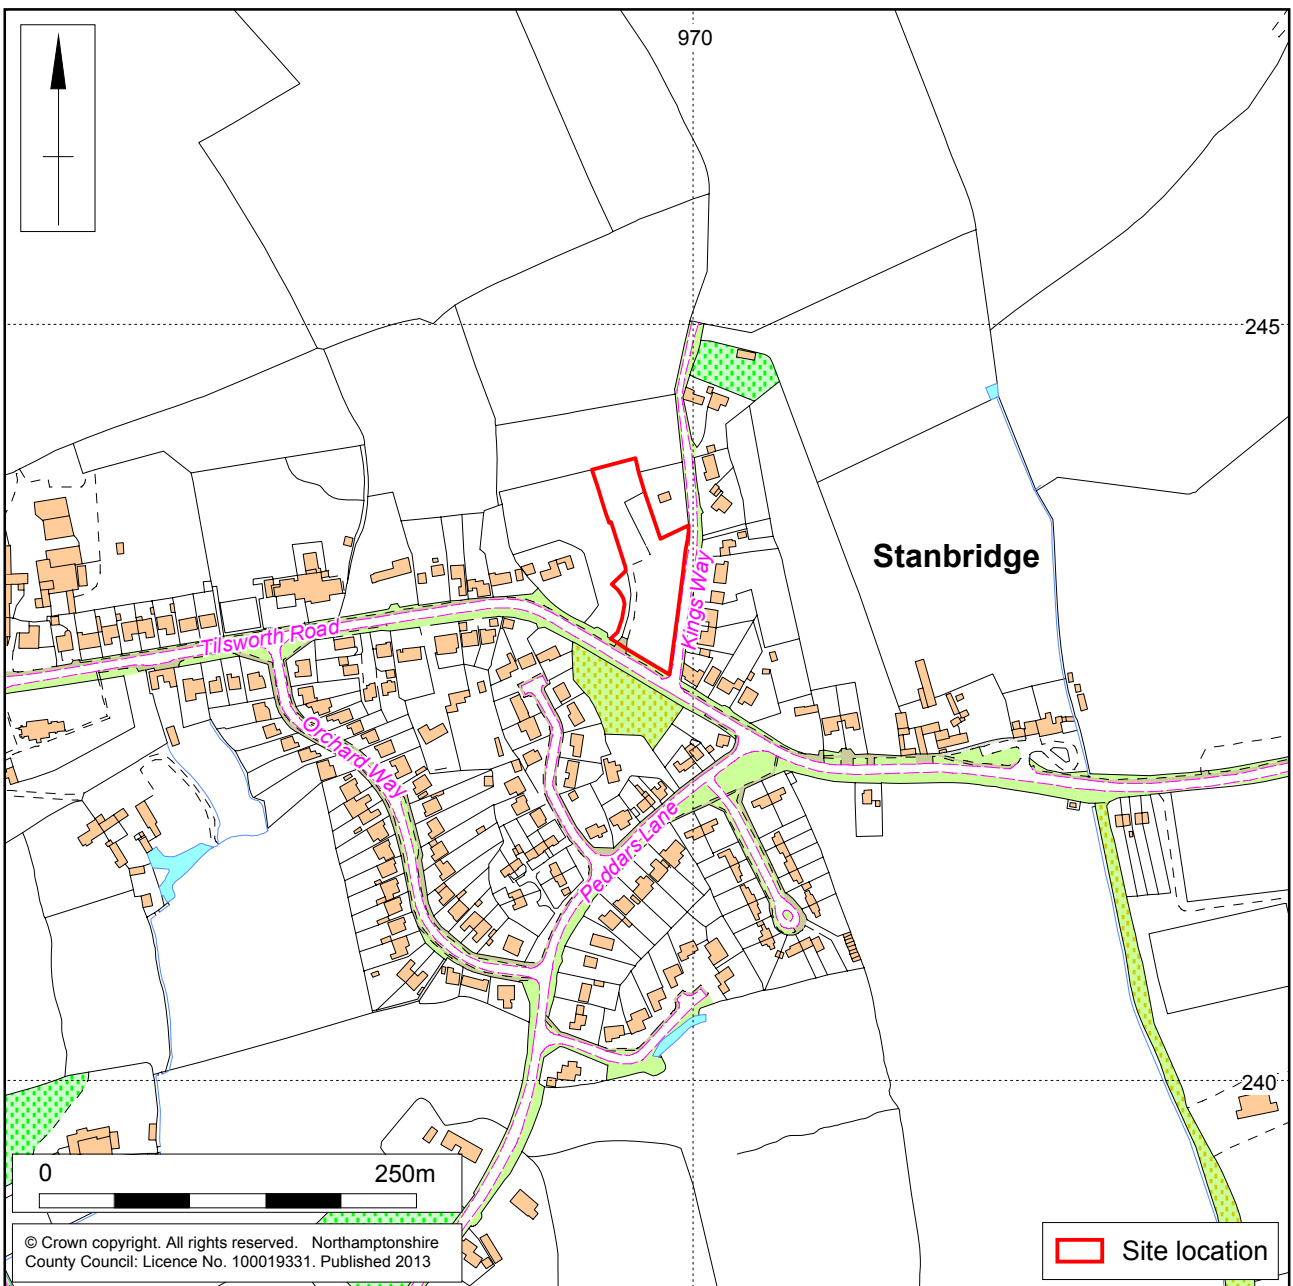 970
245
Stanbridge
Kings Way
Tilsworth Road
Orchard Way
Peddars Lane
240
0 250m
© Crown copyright. All rights reserved. Northamptonshire
County Council: Licence No. 100019331. Published 2013
Site location